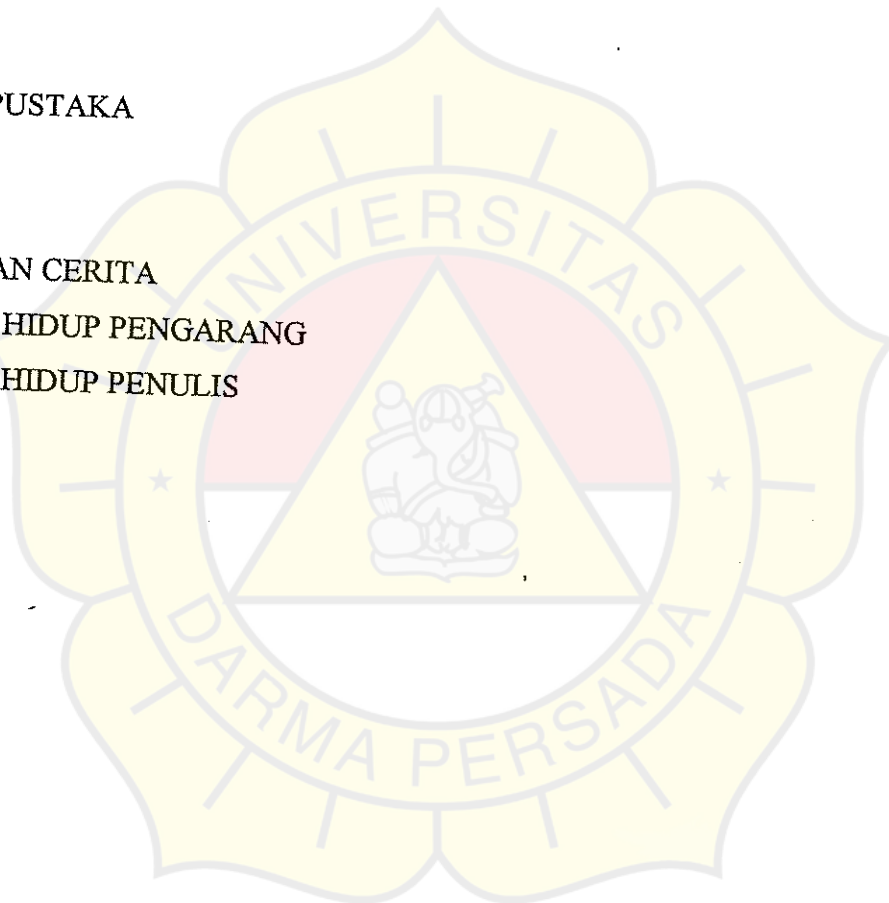 PUSTAKA
AN CERITA
HIDUP PENGARANG
HIDUP PENULIS
UNIVERSITAS
DARMA PERSADA